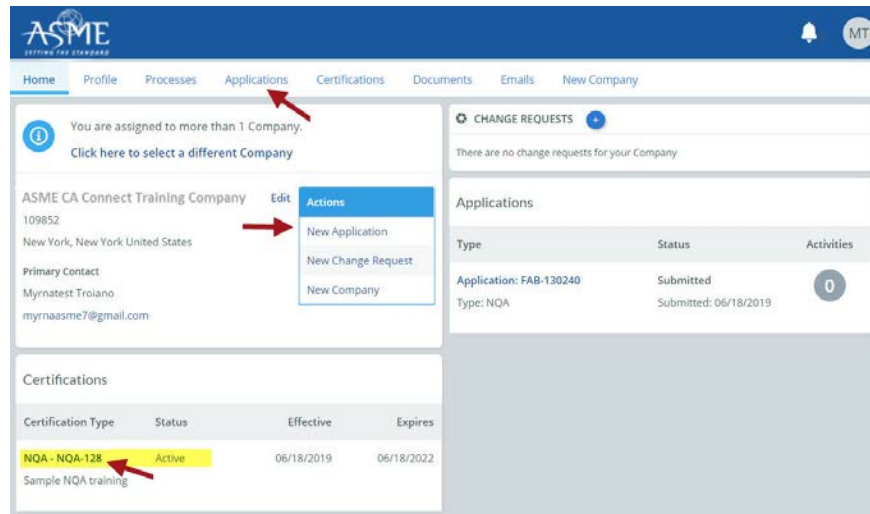 ASME
SETTING THE STANDARD
MT
Home Profile Processes Applications Certifications Documents Emails New Company
You are assigned to more than 1 Company.
Click here to select a different Company
ASME CA Connect Training Company Edit
109852
New York, New York United States
Primary Contact
Myrnatest Troiano
myrnaasme7@gmail.com
Actions
New Application
New Change Request
New Company
Certifications
Certification Type Status Effective Expires
NQA - NQA-128 Active 06/18/2019 06/18/2022
Sample NQA training
CHANGE REQUESTS +
There are no change requests for your Company
Applications
Type Status Activities
Application: FAB-130240 Submitted 0
Type: NQA Submitted: 06/18/2019